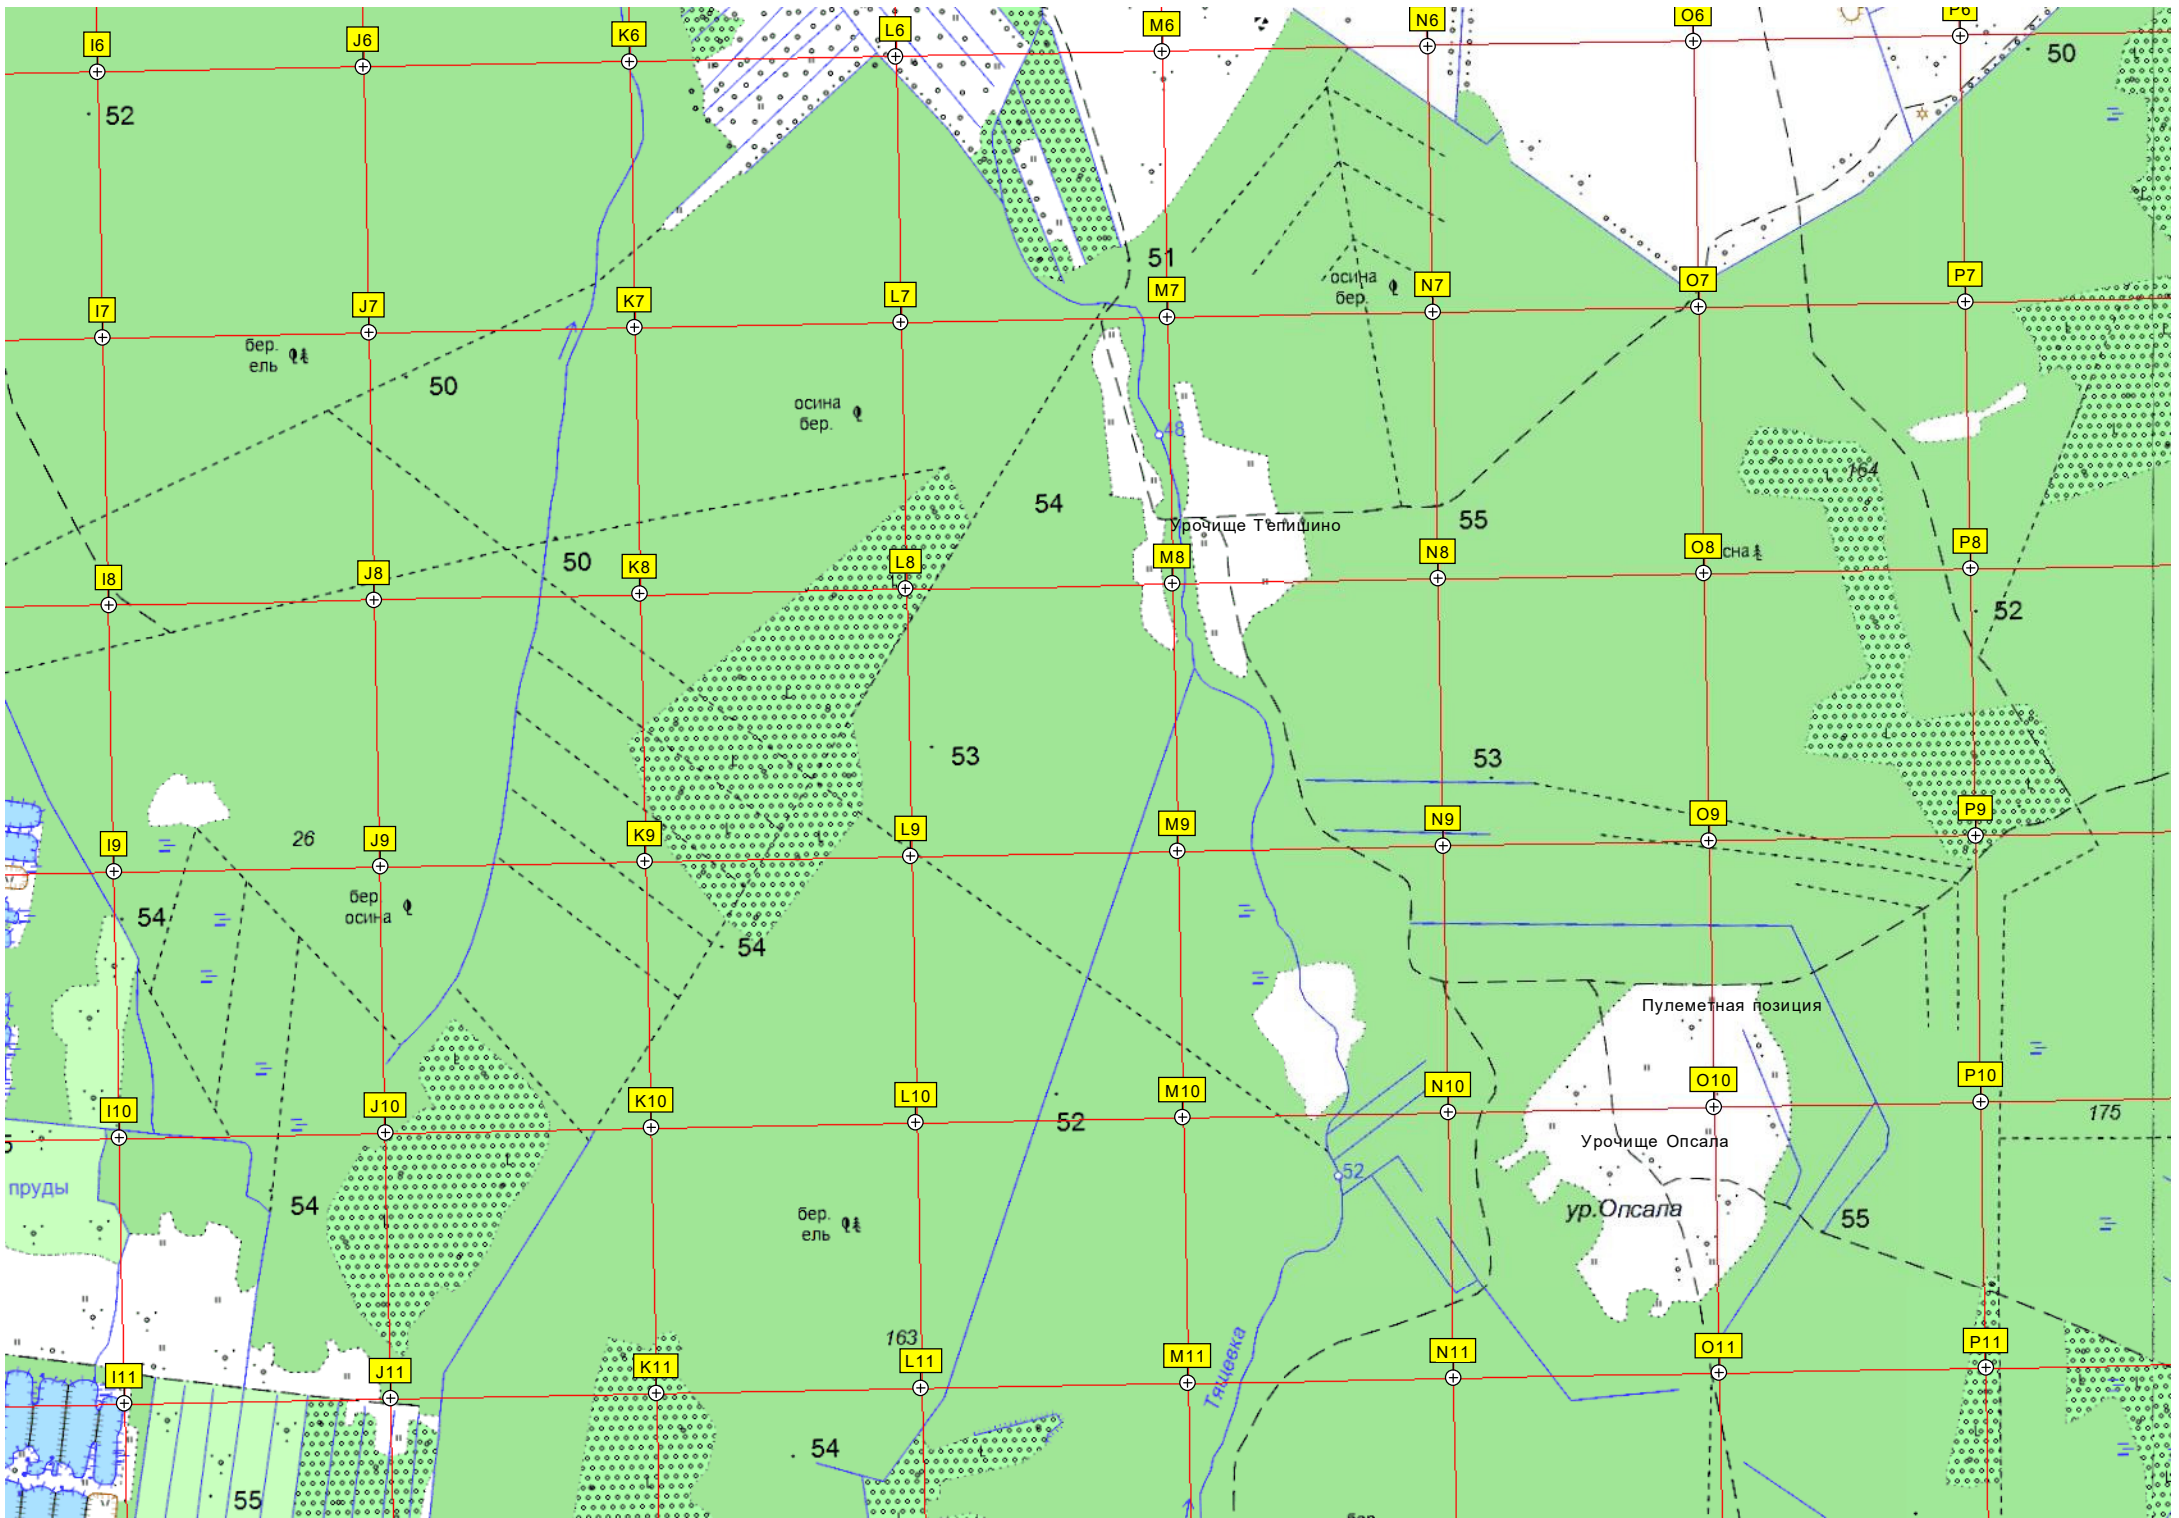 I6
J6
K6
L6
M6
N6
O6
P6
52
50
51
I7
J7
K7
L7
M7
осина
бер.
N7
O7
P7
бер.
ель
50
осина
бер.
48
164
54
Урочище Тепишино
55
I8
J8
50
K8
L8
M8
N8
O8
сна
P8
52
53
53
I9
26
J9
K9
L9
M9
N9
O9
P9
54
бер.
осина
54
Пулеметная позиция
I10
J10
K10
L10
52
M10
N10
O10
P10
175
Урочище Опсала
пруды
54
бер.
ель
52
ур.Опсала
55
I11
J11
K11
163
L11
M11
Тящевка
N11
O11
P11
54
55